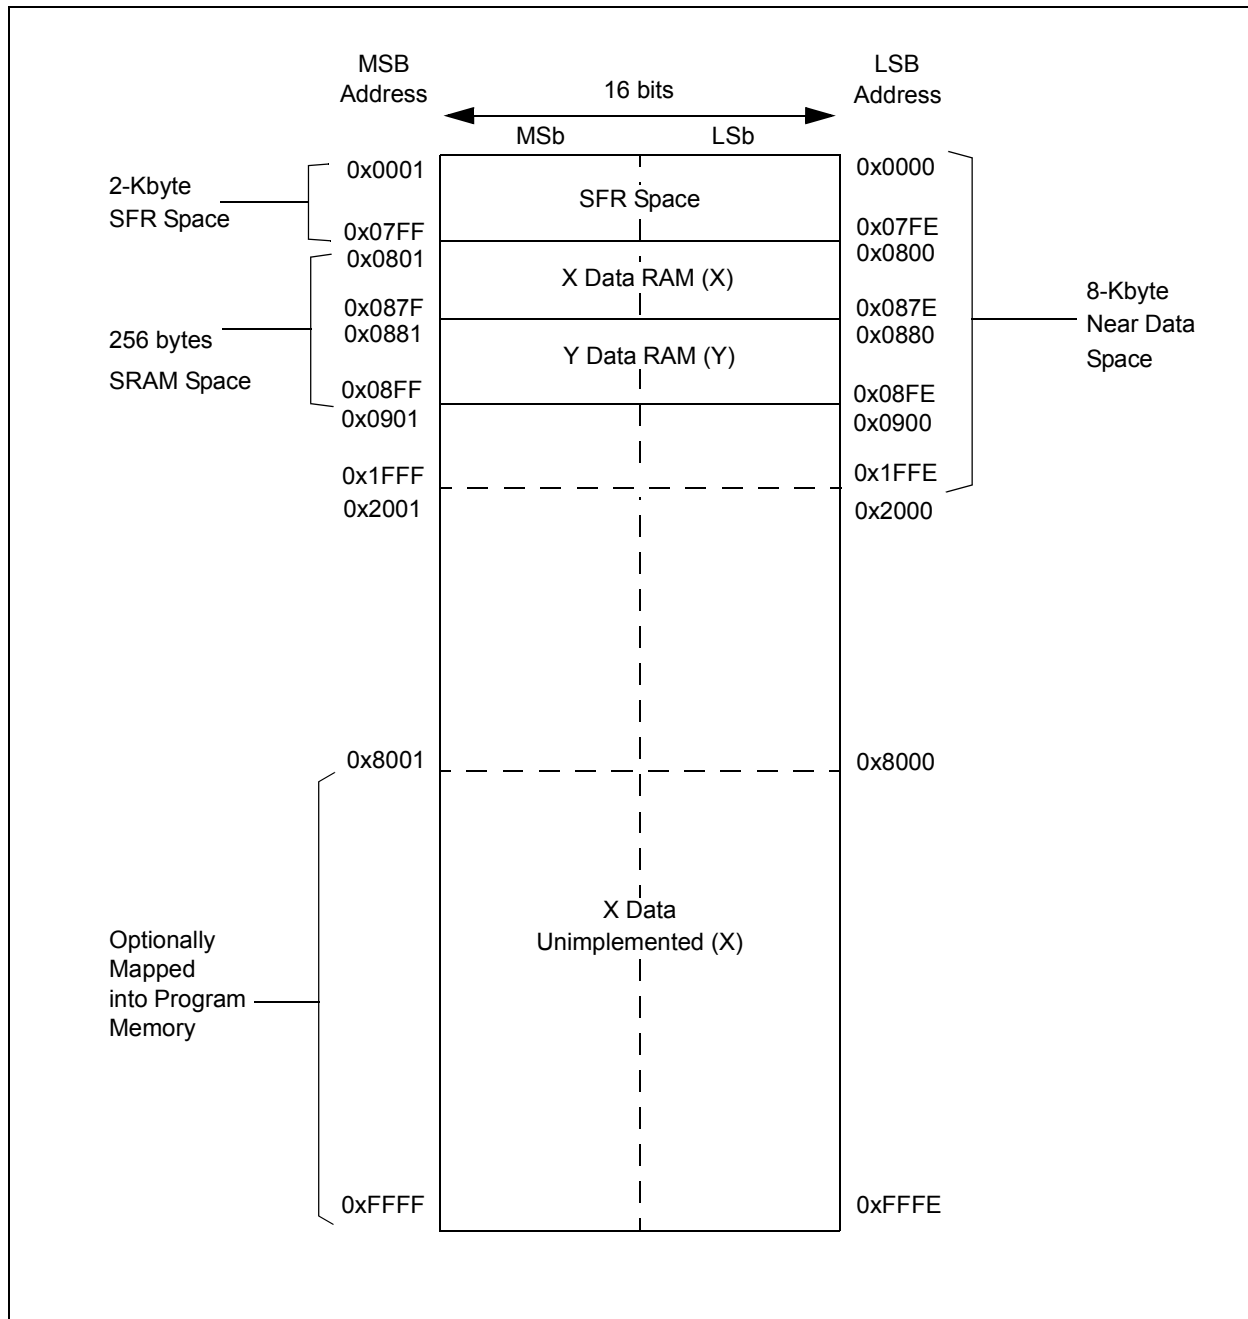 MSB
Address
LSB
Address
16 bits
MSb
LSb
0x0001
0x0000
2-Kbyte
SFR Space
SFR Space
0x07FF
0x07FE
0x0801
0x0800
X Data RAM (X)
0x087F
0x087E
0x0881
0x0880
256 bytes
SRAM Space
Y Data RAM (Y)
8-Kbyte
Near Data
Space
0x08FF
0x08FE
0x0901
0x0900
0x1FFF
0x1FFE
0x2001
0x2000
0x8001
0x8000
X Data
Unimplemented (X)
Optionally
Mapped
into Program
Memory
0xFFFF
0xFFFE